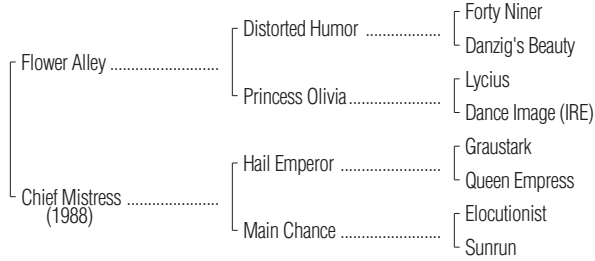 Forty Niner
Distorted Humor ..................
Danzig's Beauty
Flower Alley ..........................
Lycius
Princess Olivia......................
Dance Image (IRE)
Graustark
Hail Emperor ........................
Queen Empress
Chief Mistress ......................
(1988)
Elocutionist
Main Chance ........................
Sunrun